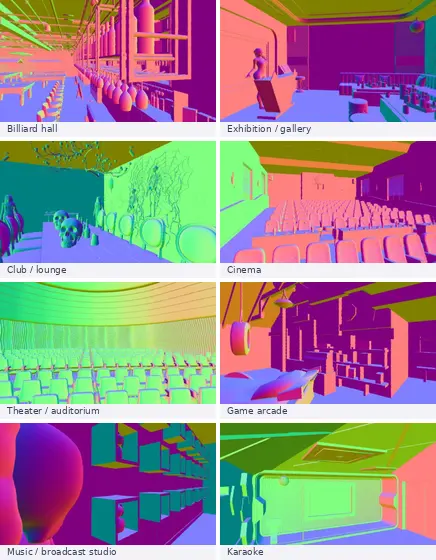 Billiard hall
Exhibition / gallery
Club / lounge
Cinema
Theater / auditorium
Game arcade
Music / broadcast studio
Karaoke